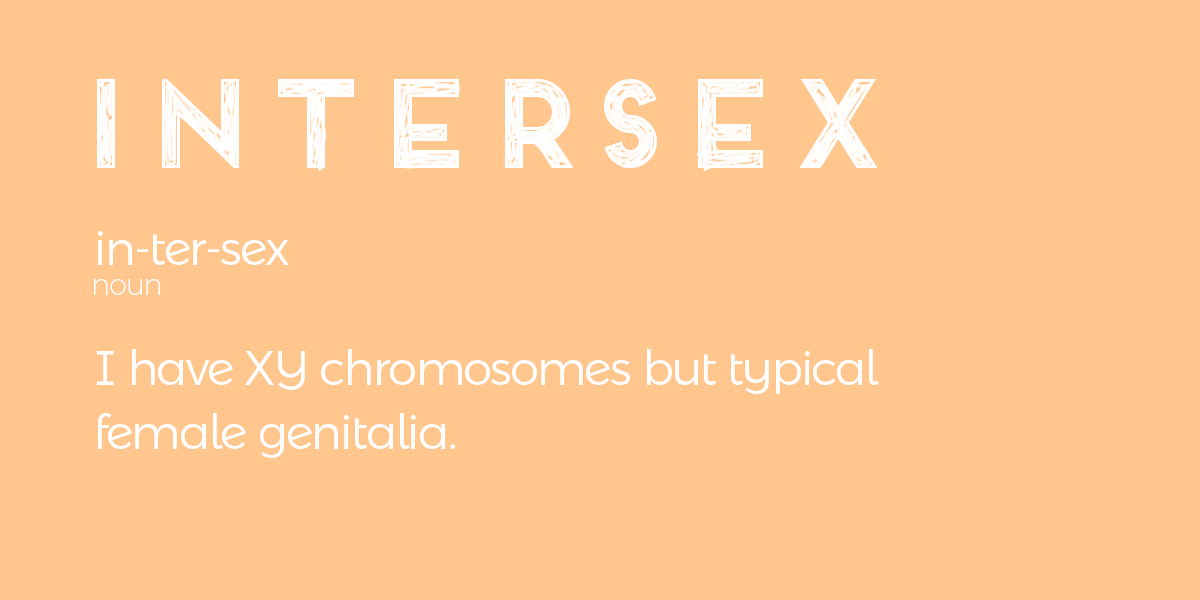 INTERSEX
in-ter-sex
noun
I have XY chromosomes but typical
female genitalia.